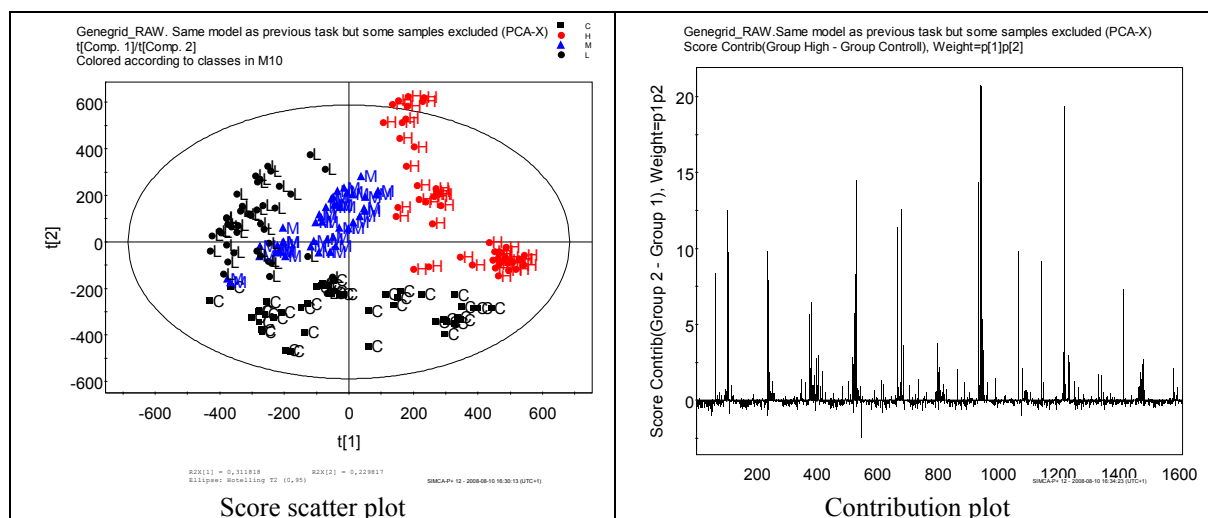 Genegrid_RAW. Same model as previous task but some samples excluded (PCA-X)
t[Comp. 1]/t[Comp. 2]
Colored according to classes in M10
C
H
M
L
600
400
200
0
-200
-400
-600
t[2]
-600 -400 -200 0 200 400 600
t[1]
R2X[1] = 0,311818 R2X[2] = 0,229817
Ellipse: Hotelling T2 (0,95)
SIMCA-P+ 12 - 2008-08-10 16:30:13 (UTC+1)
Score scatter plot
Genegrid_RAW.Same model as previous task but some samples excluded (PCA-X)
Score Contrib(Group High - Group Controll), Weight=p[1]p[2]
Score Contrib(Group 2 - Group 1), Weight=p1p2
20
15
10
5
0
200 400 600 800 1000 1200 1400 1600
SIMCA-P+ 12 - 2008-08-10 16:34:23 (UTC+1)
Contribution plot